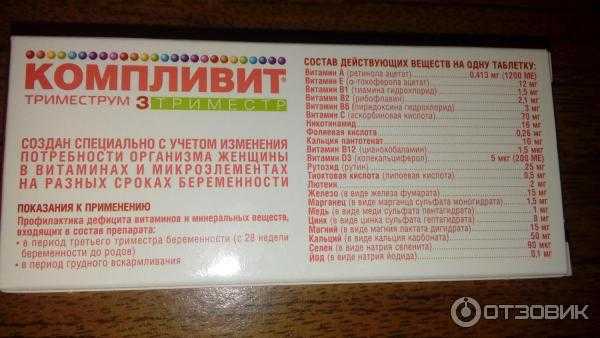 КОМПЛИВИТ®
ТРИМЕСТРУМ 3 ТРИМЕСТР
СОЗДАН СПЕЦИАЛЬНО С УЧЕТОМ ИЗМЕНЕНИЯ
ПОТРЕБНОСТИ ОРГАНИЗМА ЖЕНЩИНЫ
В ВИТАМИНАХ И МИКРОЭЛЕМЕНТАХ
НА РАЗНЫХ СРОКАХ БЕРЕМЕННОСТИ
ПОКАЗАНИЯ К ПРИМЕНЕНИЮ
Профилактика дефицита витаминов и минеральных веществ,
входящих в состав препарата:
• в период третьего триместра беременности (с 28 недели
беременности до родов)
• в период грудного вскармливания
СОСТАВ ДЕЙСТВУЮЩИХ ВЕЩЕСТВ НА ОДНУ ТАБЛЕТКУ:
Витамин А (ретинола ацетат) 0,413 мг (1200 МЕ)
Витамин Е (α-токоферола ацетат) 12 мг
Витамин В1 (тиамина гидрохлорид) 1,5 мг
Витамин В2 (рибофлавин) 2,1 мг
Витамин В6 (пиридоксина гидрохлорид) 3 мг
Витамин С (аскорбиновая кислота) 70 мг
Никотинамид 16 мг
Фолиевая кислота 0,26 мг
Кальция пантотенат 10 мг
Витамин В12 (цианокобаламин) 1,5 мкг
Витамин D3 (колекальциферол) 5 мкг (200 МЕ)
Рутозид (рутин) 25 мг
Тиоктовая кислота (липоевая кислота) 0,5 мг
Лютеин 2 мг
Железо (в виде железа фумарата) 15 мг
Марганец (в виде марганца сульфата моногидрата) 1,5 мг
Медь (в виде меди сульфата пентагидрата) 1 мг
Цинк (в виде цинка сульфата гептагидрата) 8 мг
Магний (в виде магния лактата дигидрата) 15 мг
Кальций (в виде кальция карбоната) 50 мг
Селен (в виде натрия селенита) 90 мкг
Йод (в виде натрия йодида) 0,1 мг
ОТЗОВИК